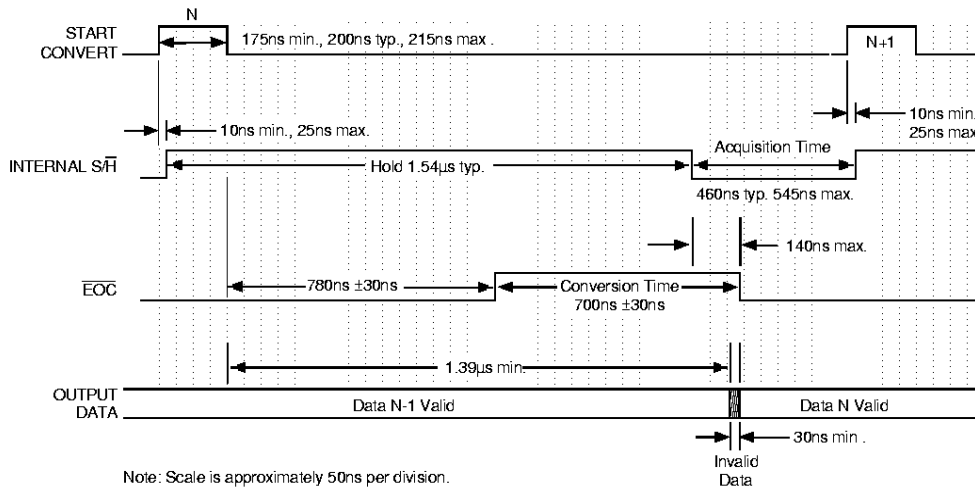 N
START
CONVERT
175ns min., 200ns typ., 215ns max .
N+1
10ns min., 25ns max.
10ns min.
25ns max.
INTERNAL S/H̅
Hold 1.54µs typ.
Acquisition Time
460ns typ. 545ns max.
140ns max.
E̅O̅C̅
780ns ±30ns
Conversion Time
700ns ±30ns
1.39µs min.
OUTPUT
DATA
Data N-1 Valid
Data N Valid
30ns min .
Invalid
Data
Note: Scale is approximately 50ns per division.